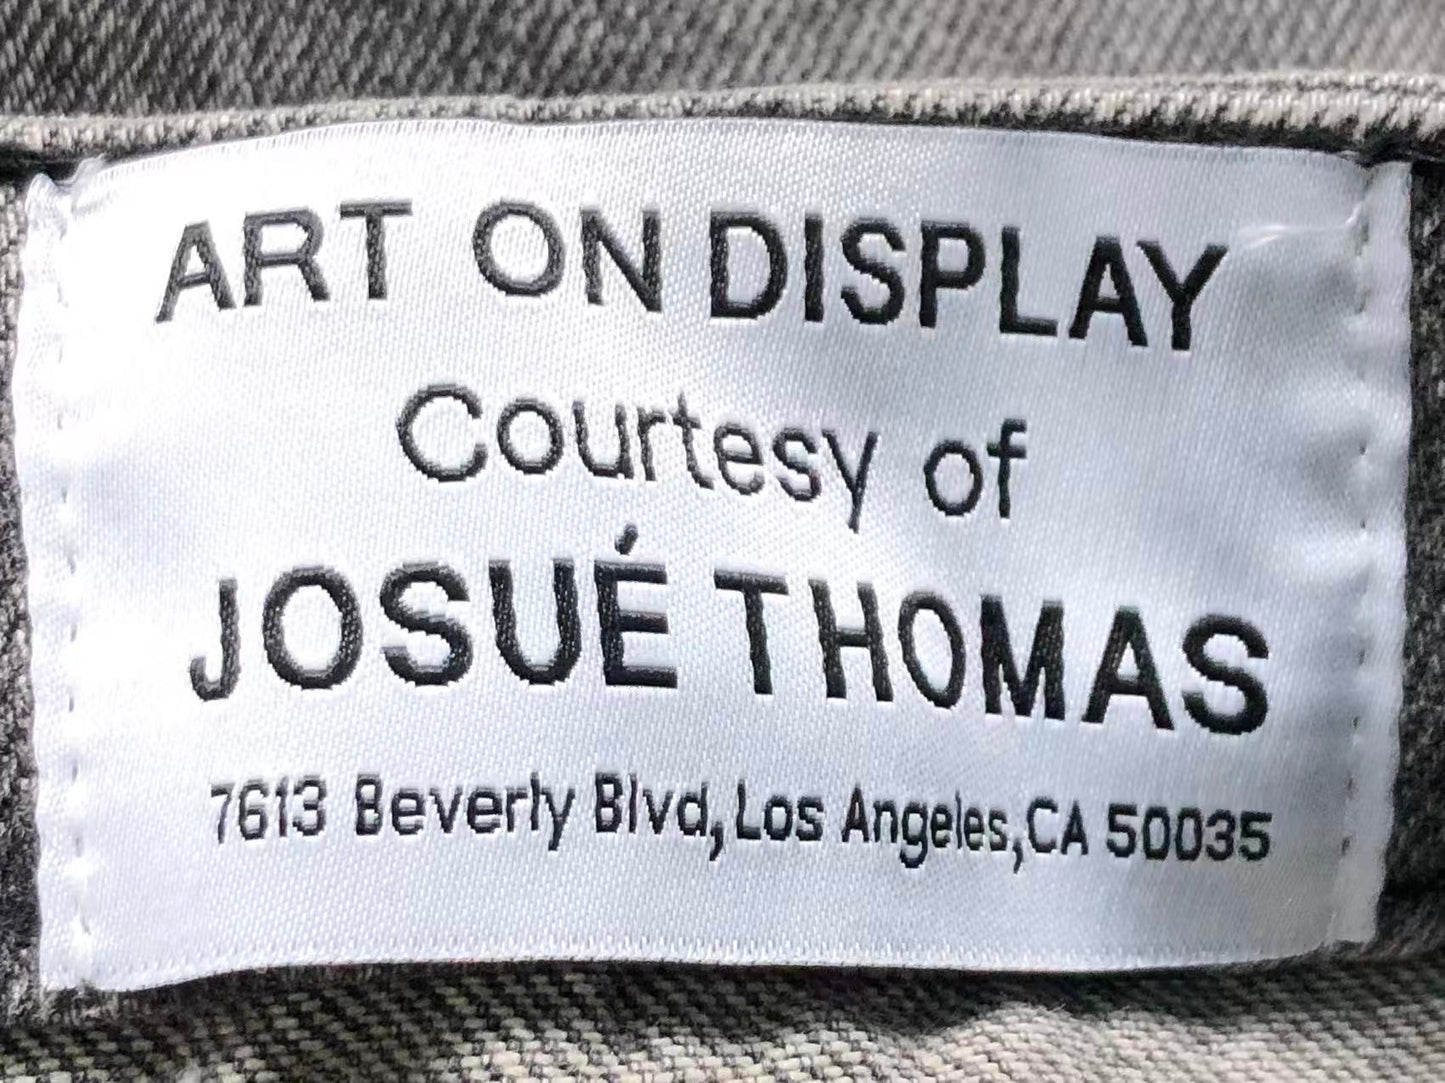 ART ON DISPLAY
Courtesy of
JOSUÉ THOMAS
7613 Beverly Blvd, Los Angeles, CA 50035